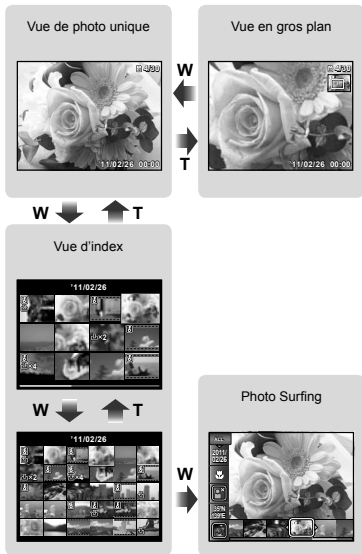 Vue de photo unique
Vue en gros plan
4/30
'11/02/26 00:00
W
T
4/30
'11/02/26 00:00
W T
Vue d'index
'11/02/26
×2
×4
W T
'11/02/26
×2 ×4
W
Photo Surfing
ALL
2011/
02/26